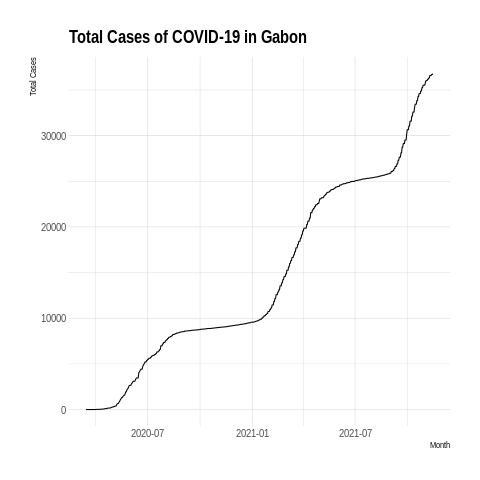 Total Cases of COVID-19 in Gabon
Total Cases
30000
20000
10000
0
2020-07
2021-01
2021-07
Month